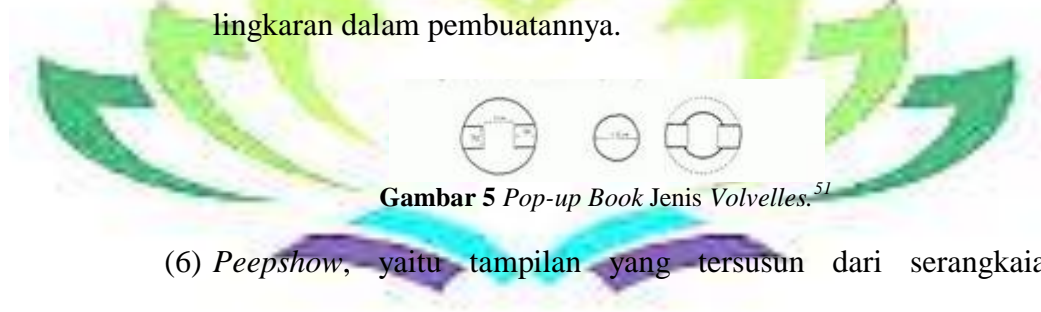 lingkaran dalam pembuatannya.
Gambar 5 Pop-up Book Jenis Volvelles.51
(6) Peepshow, yaitu tampilan yang tersusun dari serangkaia